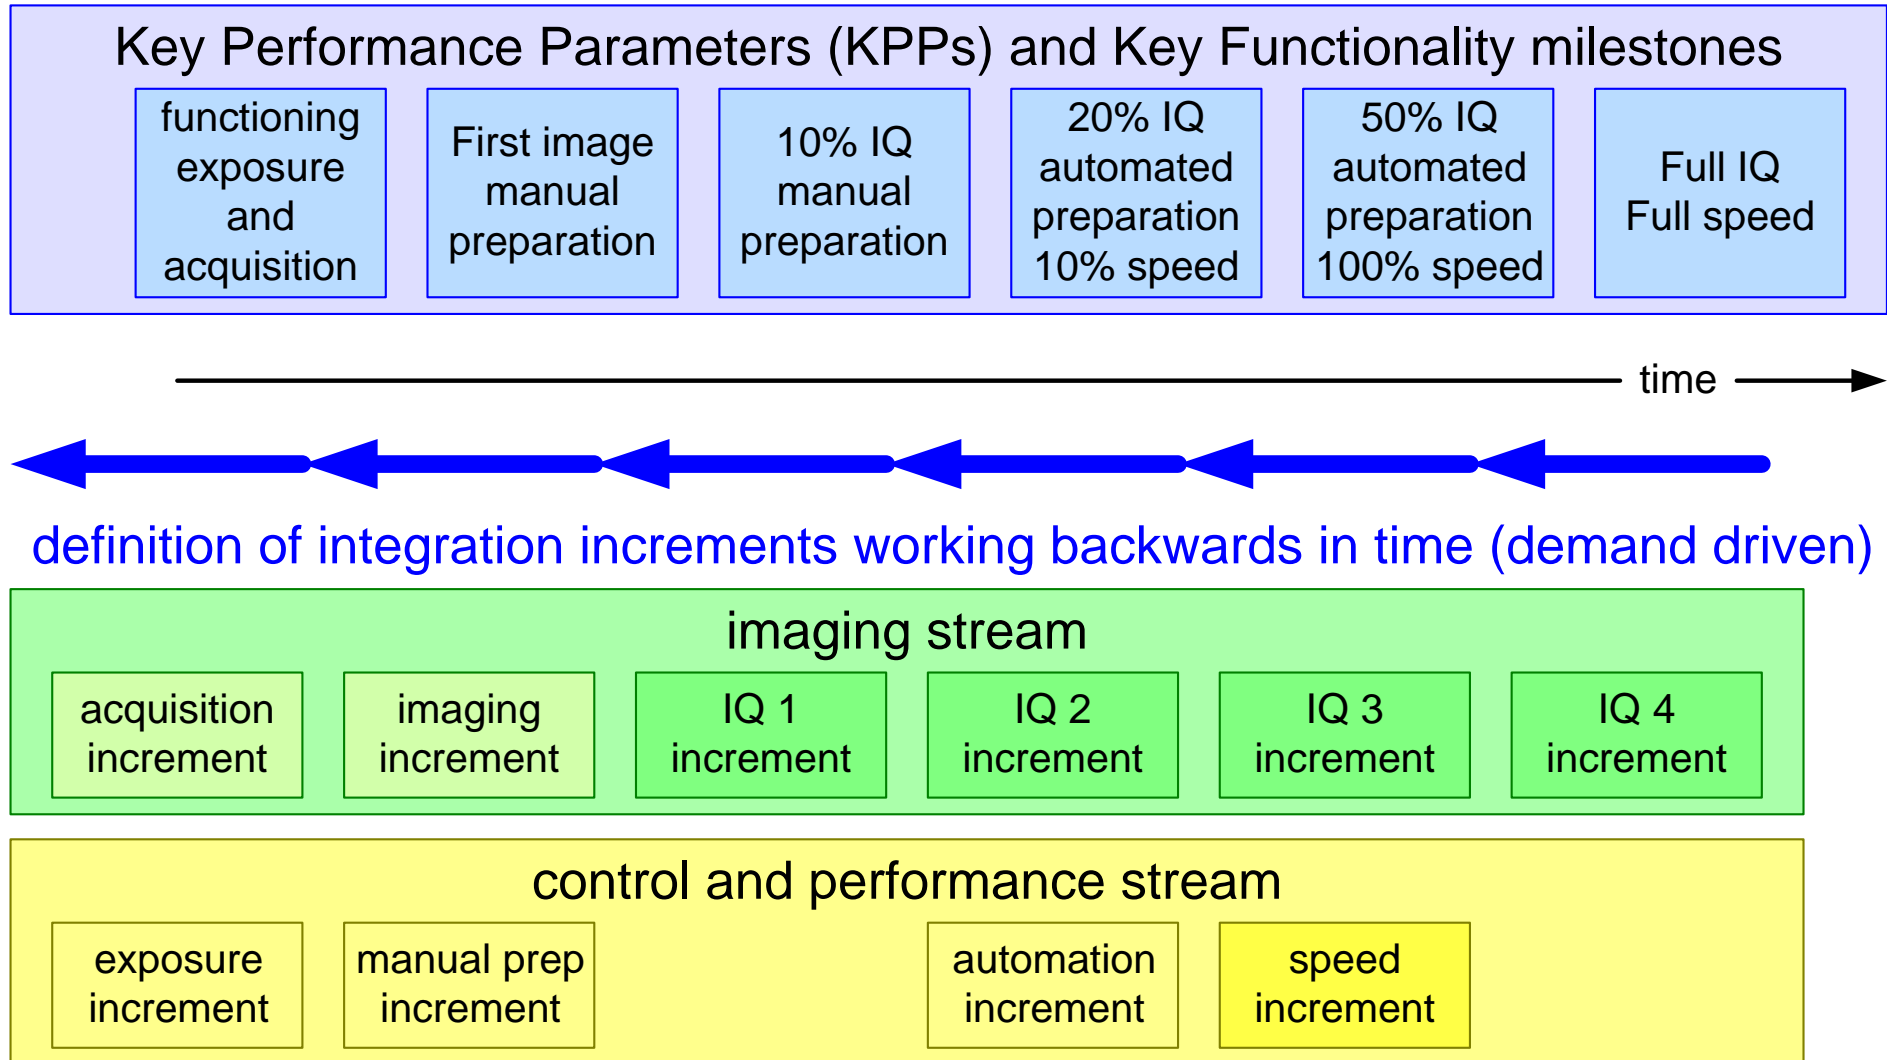 Key Performance Parameters (KPPs) and Key Functionality milestones
functioning
exposure
and
acquisition
First image
manual
preparation
10% IQ
manual
preparation
20% IQ
automated
preparation
10% speed
50% IQ
automated
preparation
100% speed
Full IQ
Full speed
time
definition of integration increments working backwards in time (demand driven)
imaging stream
acquisition
increment
imaging
increment
IQ 1
increment
IQ 2
increment
IQ 3
increment
IQ 4
increment
control and performance stream
exposure
increment
manual prep
increment
automation
increment
speed
increment